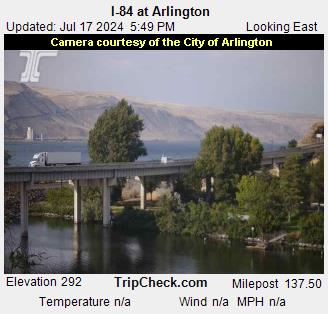 I-84 at Arlington
Updated: Jul 17 2024 5:49 PM Looking East
Camera courtesy of the City of Arlington
Elevation 292 TripCheck.com Milepost 137.50
Temperature n/a Wind n/a MPH n/a